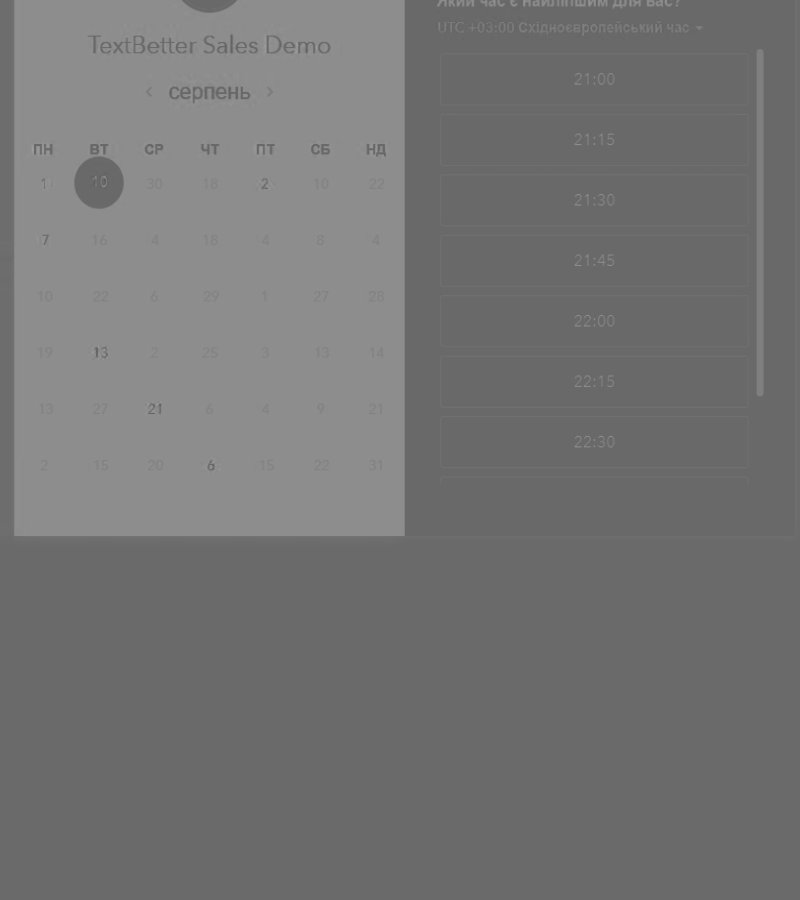 TextBetter Sales Demo
‹ серпень ›
ПН ВТ СР ЧТ ПТ СБ НД
1 10 30 18 2 10 22
7 16 4 18 4 8 4
10 22 6 29 1 27 28
19 13 2 25 3 13 14
13 27 21 6 4 9 21
2 15 20 6 15 22 31
Який час є найліпшим для вас?
UTC +03:00 Східноєвропейський час
21:00
21:15
21:30
21:45
22:00
22:15
22:30